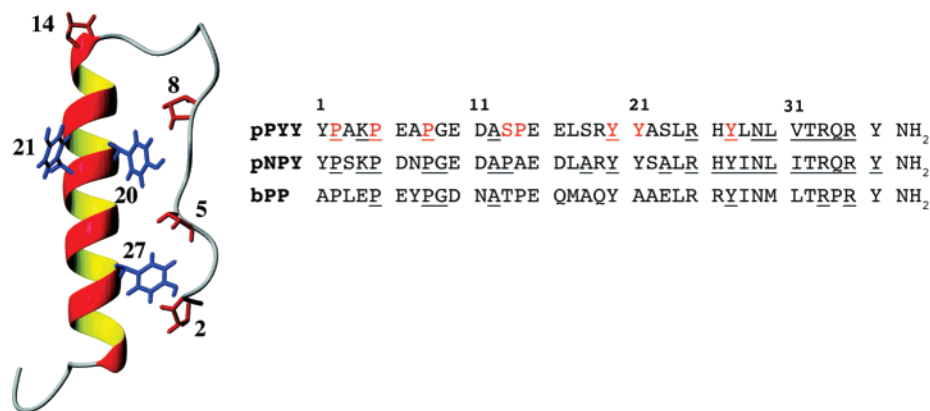 14
8
21
20
5
27
2
1 11 21 31
pPYY YPAKP EAPGE DASPE ELSRY YASLR HYLNL VTRQR Y NH2
pNPY YPSKP DNPGE DAPAE DLARY YSALR HYINL ITRQR Y NH2
bPP APLEP EYPGD NATPE QMAQY AAELR RYINM LTRPR Y NH2